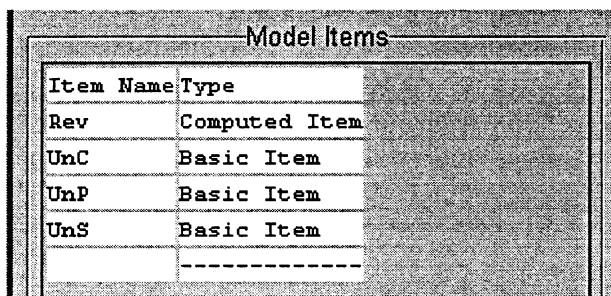 Model Items
Item Name Type
Rev Computed Item
UnC Basic Item
UnP Basic Item
UnS Basic Item
--------------